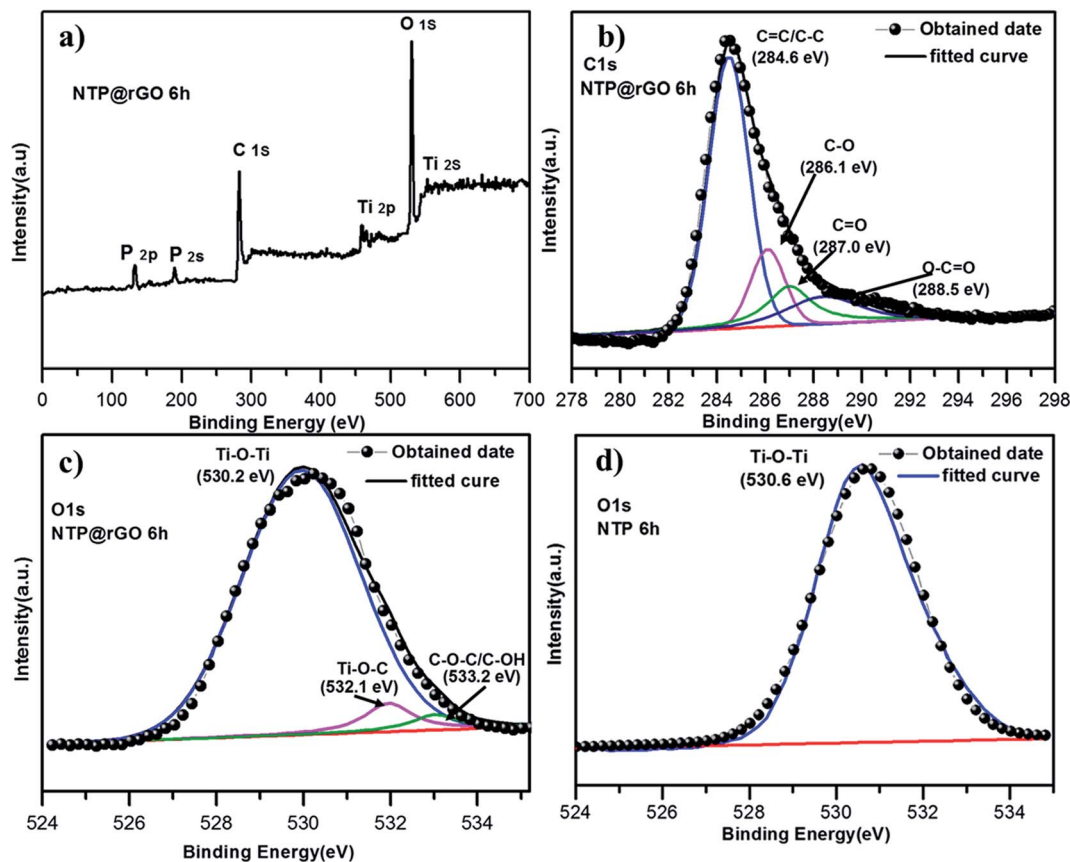 a)
NTP@rGO 6h
O 1s
C 1s
Ti 2s
Ti 2p
P 2p
P 2s
Intensity(a.u)
0 100 200 300 400 500 600 700
Binding Energy (eV)
b)
C1s
NTP@rGO 6h
C=C/C-C
(284.6 eV)
Obtained date
fitted curve
C-O
(286.1 eV)
C=O
(287.0 eV)
O-C=O
(288.5 eV)
Intensity(a.u)
278 280 282 284 286 288 290 292 294 296 298
Binding Energy(eV)
c)
O1s
NTP@rGO 6h
Ti-O-Ti
(530.2 eV)
Obtained date
fitted cure
Ti-O-C
(532.1 eV)
C-O-C/C-OH
(533.2 eV)
Intensity(a.u.)
524 526 528 530 532 534
Binding Energy(eV)
d)
O1s
NTP 6h
Ti-O-Ti
(530.6 eV)
Obtained date
fitted curve
Intensity(a.u.)
524 526 528 530 532 534
Binding Energy(eV)